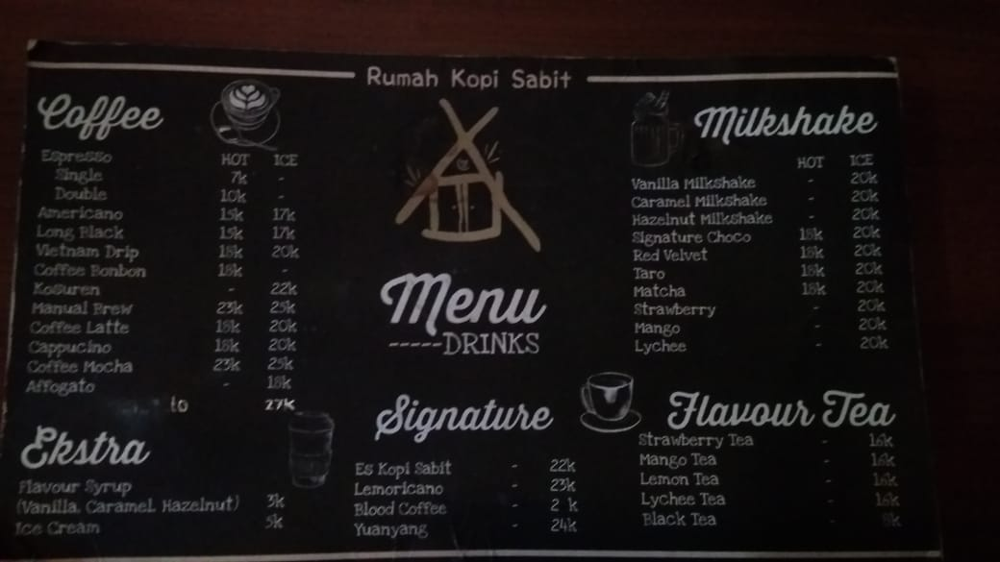 Rumah Kopi Sabit
Coffee
HOT ICE
Espresso
Single 7k -
Double 10k -
Americano 15k 17k
Long Black 15k 17k
Vietnam Drip 18k 20k
Coffee Bonbon 18k -
Kosuren - 22k
Manual Brew 23k 25k
Coffee Latte 18k 20k
Cappucino 18k 20k
Coffee Mocha 23k 25k
Affogato - 18k
to 27k
Ekstra
Flavour Syrup
(Vanilla, Caramel, Hazelnut) 3k
Ice Cream 5k
Menu
-----DRINKS
Signature
Es Kopi Sabit - 22k
Lemoricano - 23k
Blood Coffee - 2 k
Yuanyang - 24k
Milkshake
HOT ICE
Vanilla Milkshake - 20k
Caramel Milkshake - 20k
Hazelnut Milkshake - 20k
Signature Choco 18k 20k
Red Velvet 18k 20k
Taro 18k 20k
Matcha 18k 20k
Strawberry - 20k
Mango - 20k
Lychee - 20k
Flavour Tea
Strawberry Tea - 16k
Mango Tea - 16k
Lemon Tea - 16k
Lychee Tea - 16k
Black Tea - 8k